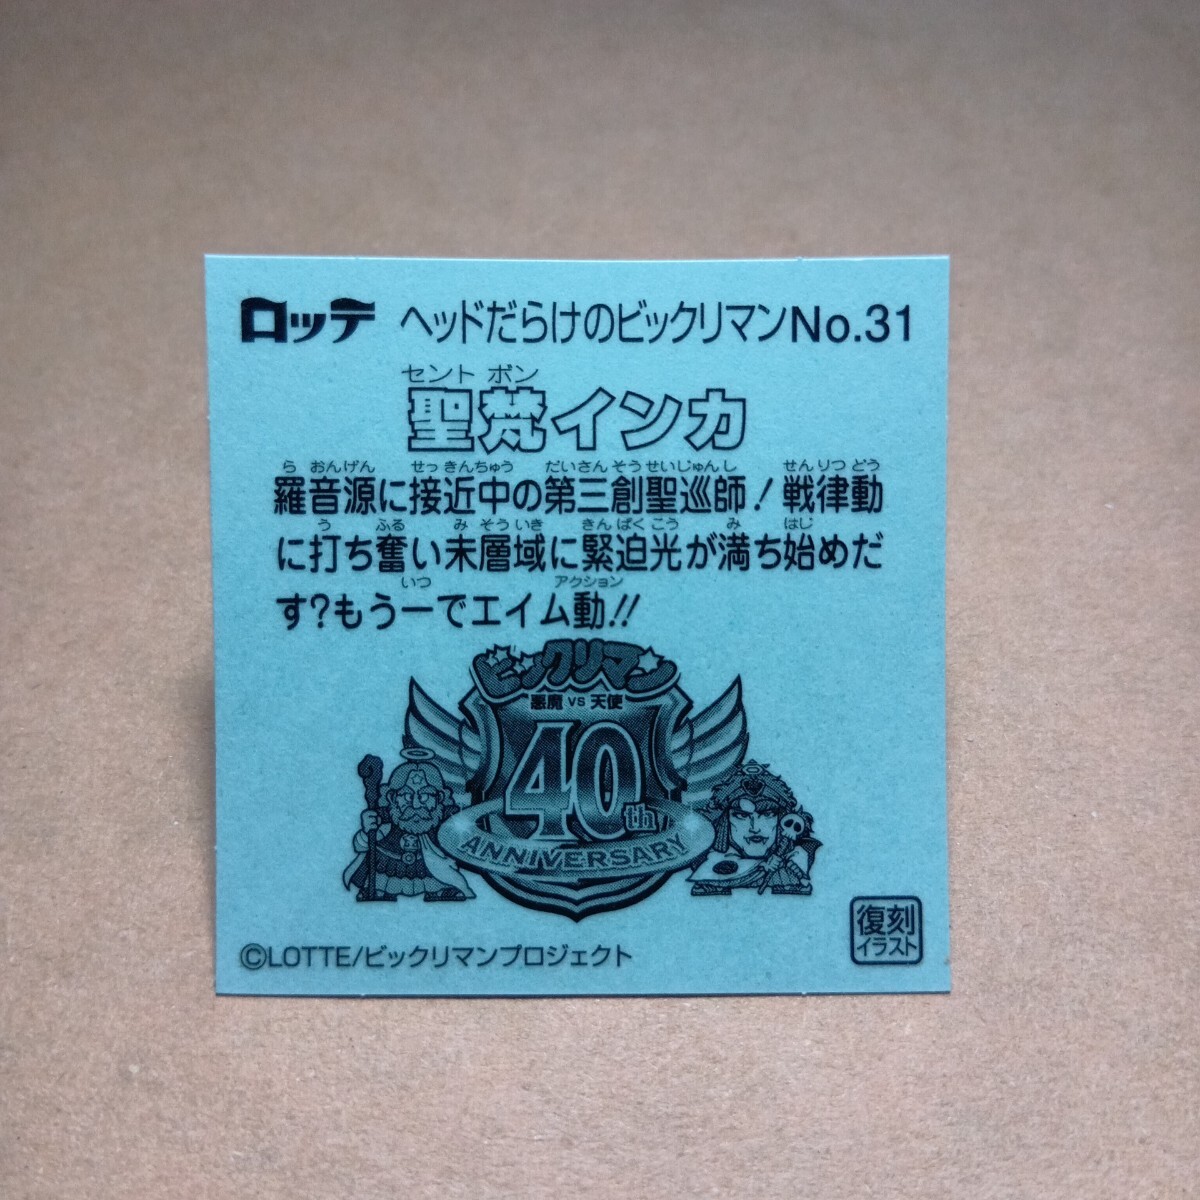 ロッテ ヘッドだらけのビックリマンNo.31
セント ボン
聖梵インカ
ら おんげん せっきんちゅう だいさんそうせいじゅんし せんりつどう
羅音源に接近中の第三創聖巡師!戦律動
う ふる み そういき きんぱくこう み はじ
に打ち奮い未層域に緊迫光が満ち始めだ
いつ アクション
す?もう一でエイム動!!
ビックリマン
悪魔 VS 天使
40th
ANNIVERSARY
復刻
イラスト
©LOTTE/ビックリマンプロジェクト